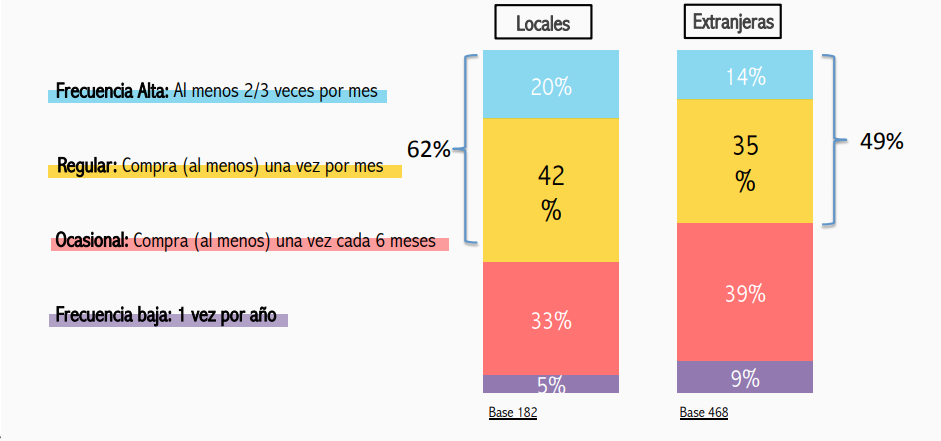 Locales
Extranjeras
Frecuencia Alta: Al menos 2/3 veces por mes
Regular: Compra (al menos) una vez por mes
Ocasional: Compra (al menos) una vez cada 6 meses
Frecuencia baja: 1 vez por año
62%
20%
42
%
33%
5%
Base 182
14%
35
%
39%
9%
Base 468
49%